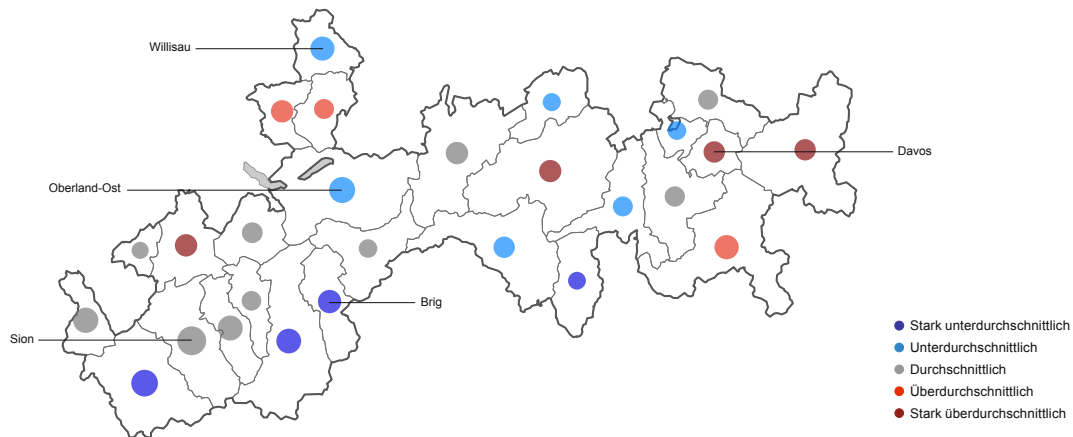 Willisau
Davos
Oberland-Ost
Brig
Sion
Stark unterdurchschnittlich
Unterdurchschnittlich
Durchschnittlich
Überdurchschnittlich
Stark überdurchschnittlich